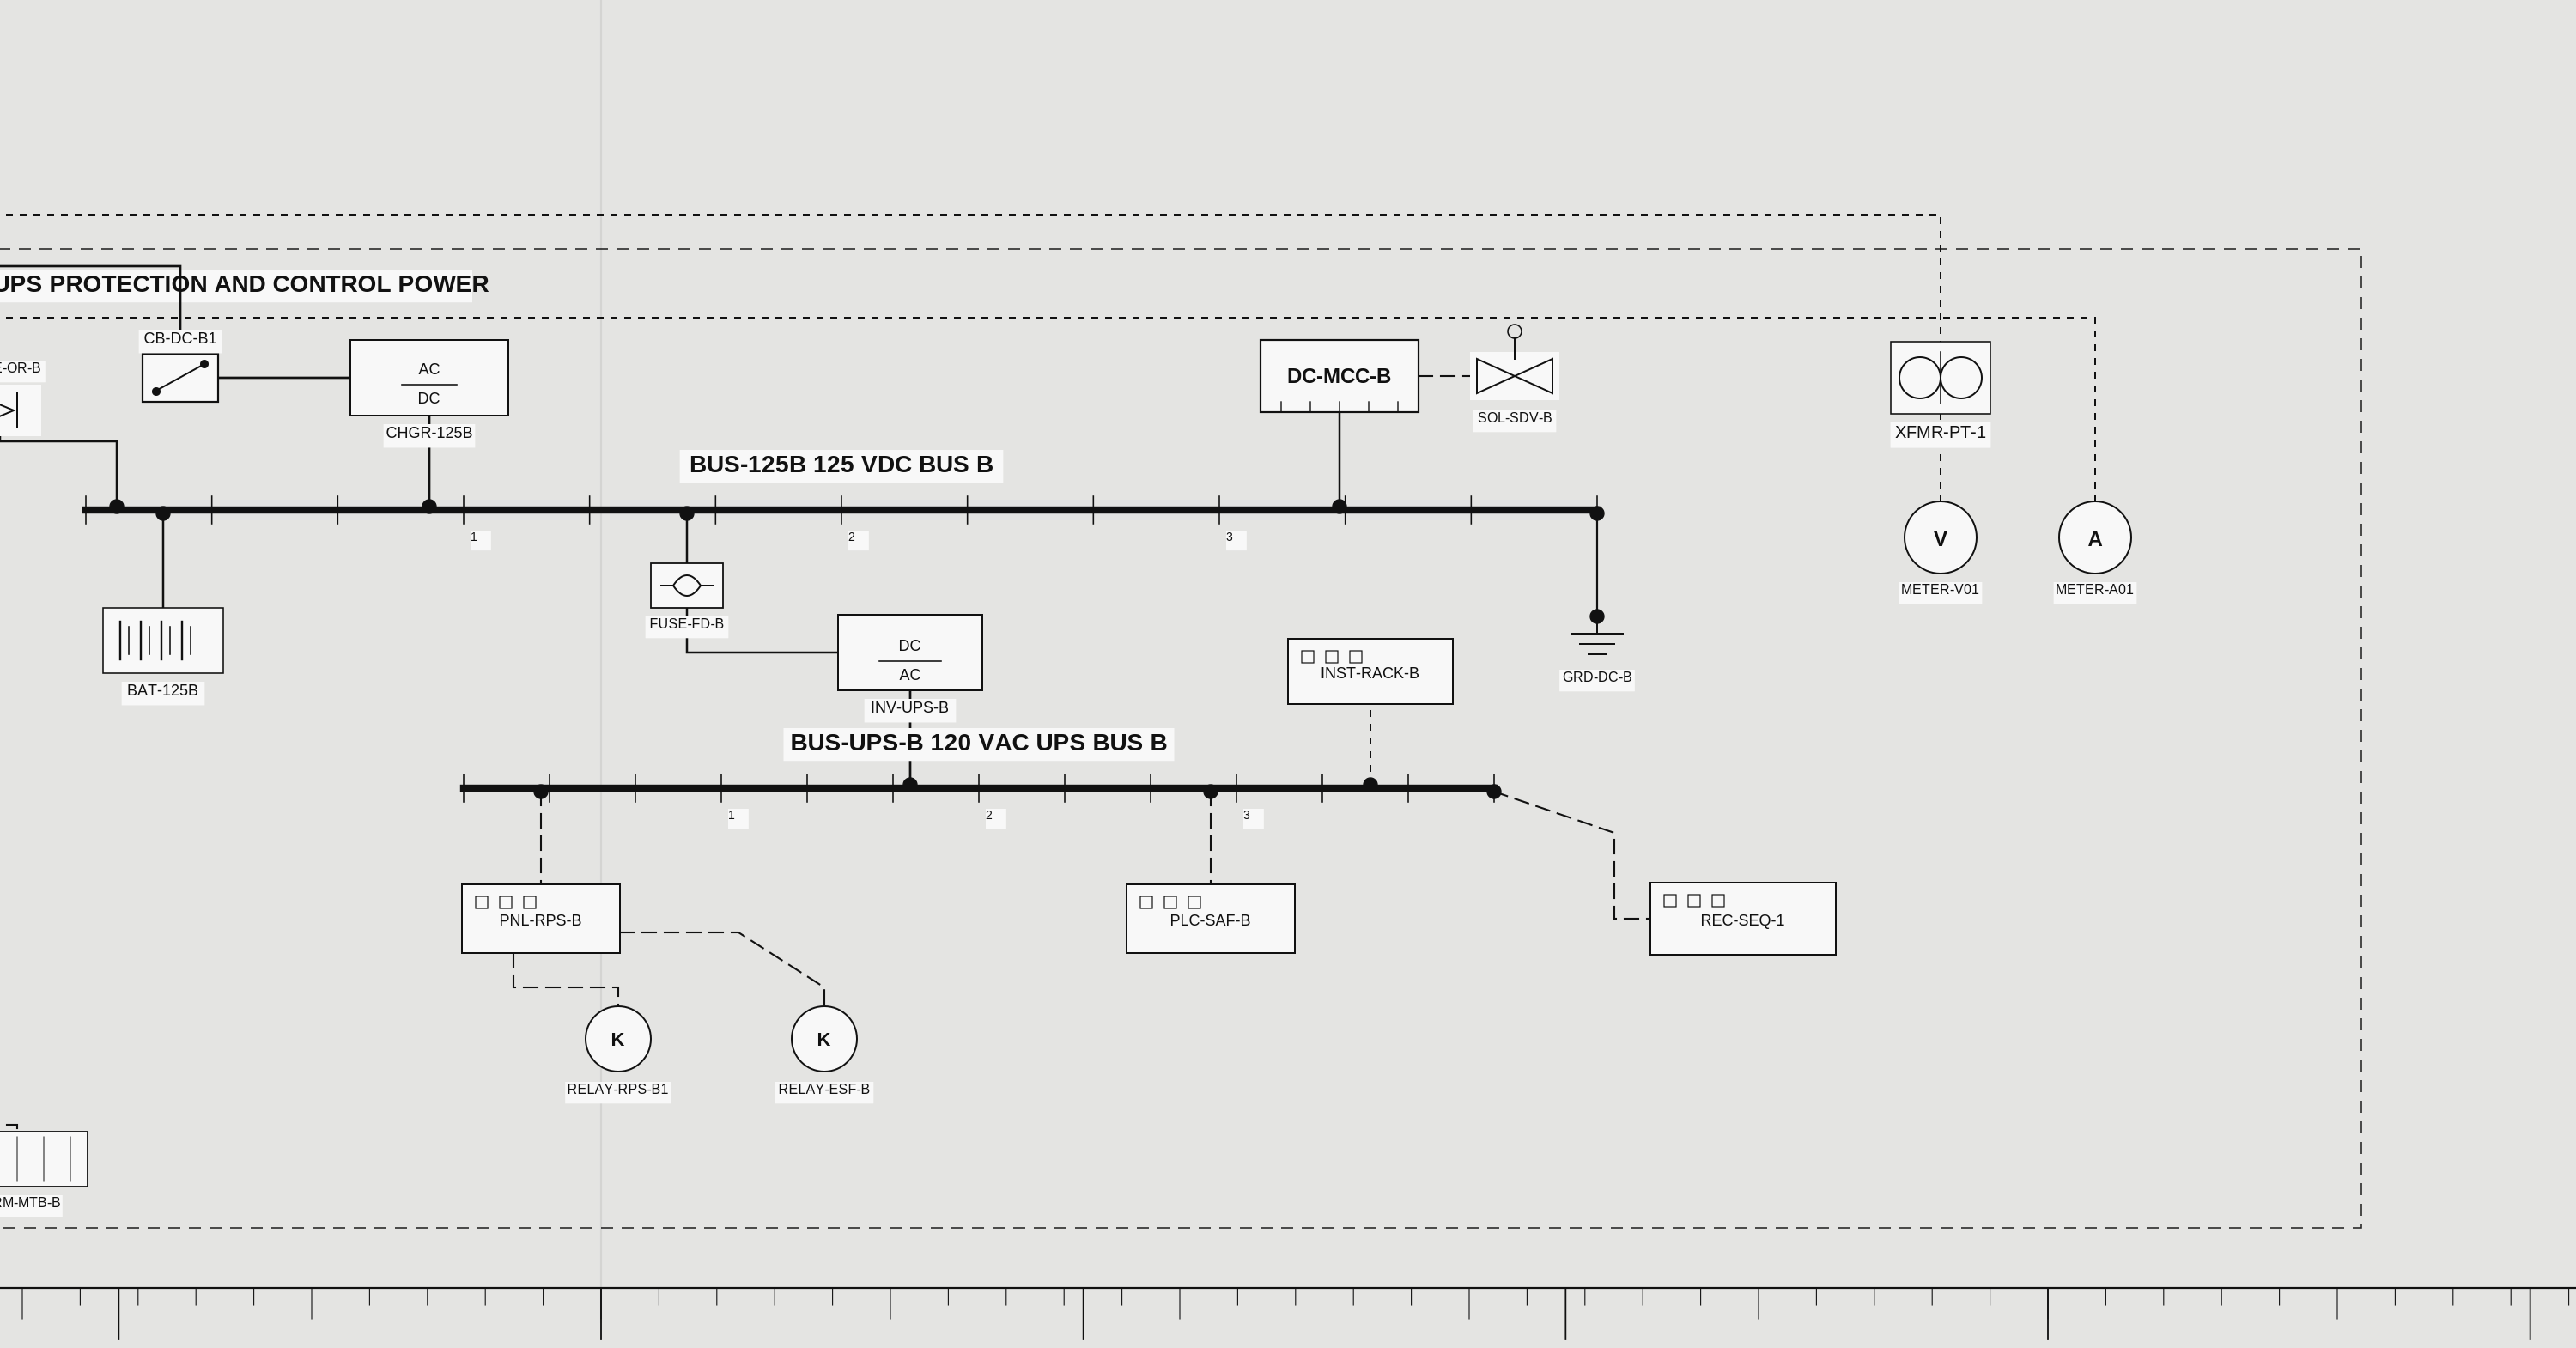 UPS PROTECTION AND CONTROL POWER
CB-DC-B1
E-OR-B
AC
DC
CHGR-125B
DC-MCC-B
SOL-SDV-B
XFMR-PT-1
BUS-125B 125 VDC BUS B
1
2
3
V
A
METER-V01
METER-A01
FUSE-FD-B
DC
AC
INV-UPS-B
INST-RACK-B
GRD-DC-B
BAT-125B
BUS-UPS-B 120 VAC UPS BUS B
1
2
3
PNL-RPS-B
PLC-SAF-B
REC-SEQ-1
K
K
RELAY-RPS-B1
RELAY-ESF-B
RM-MTB-B